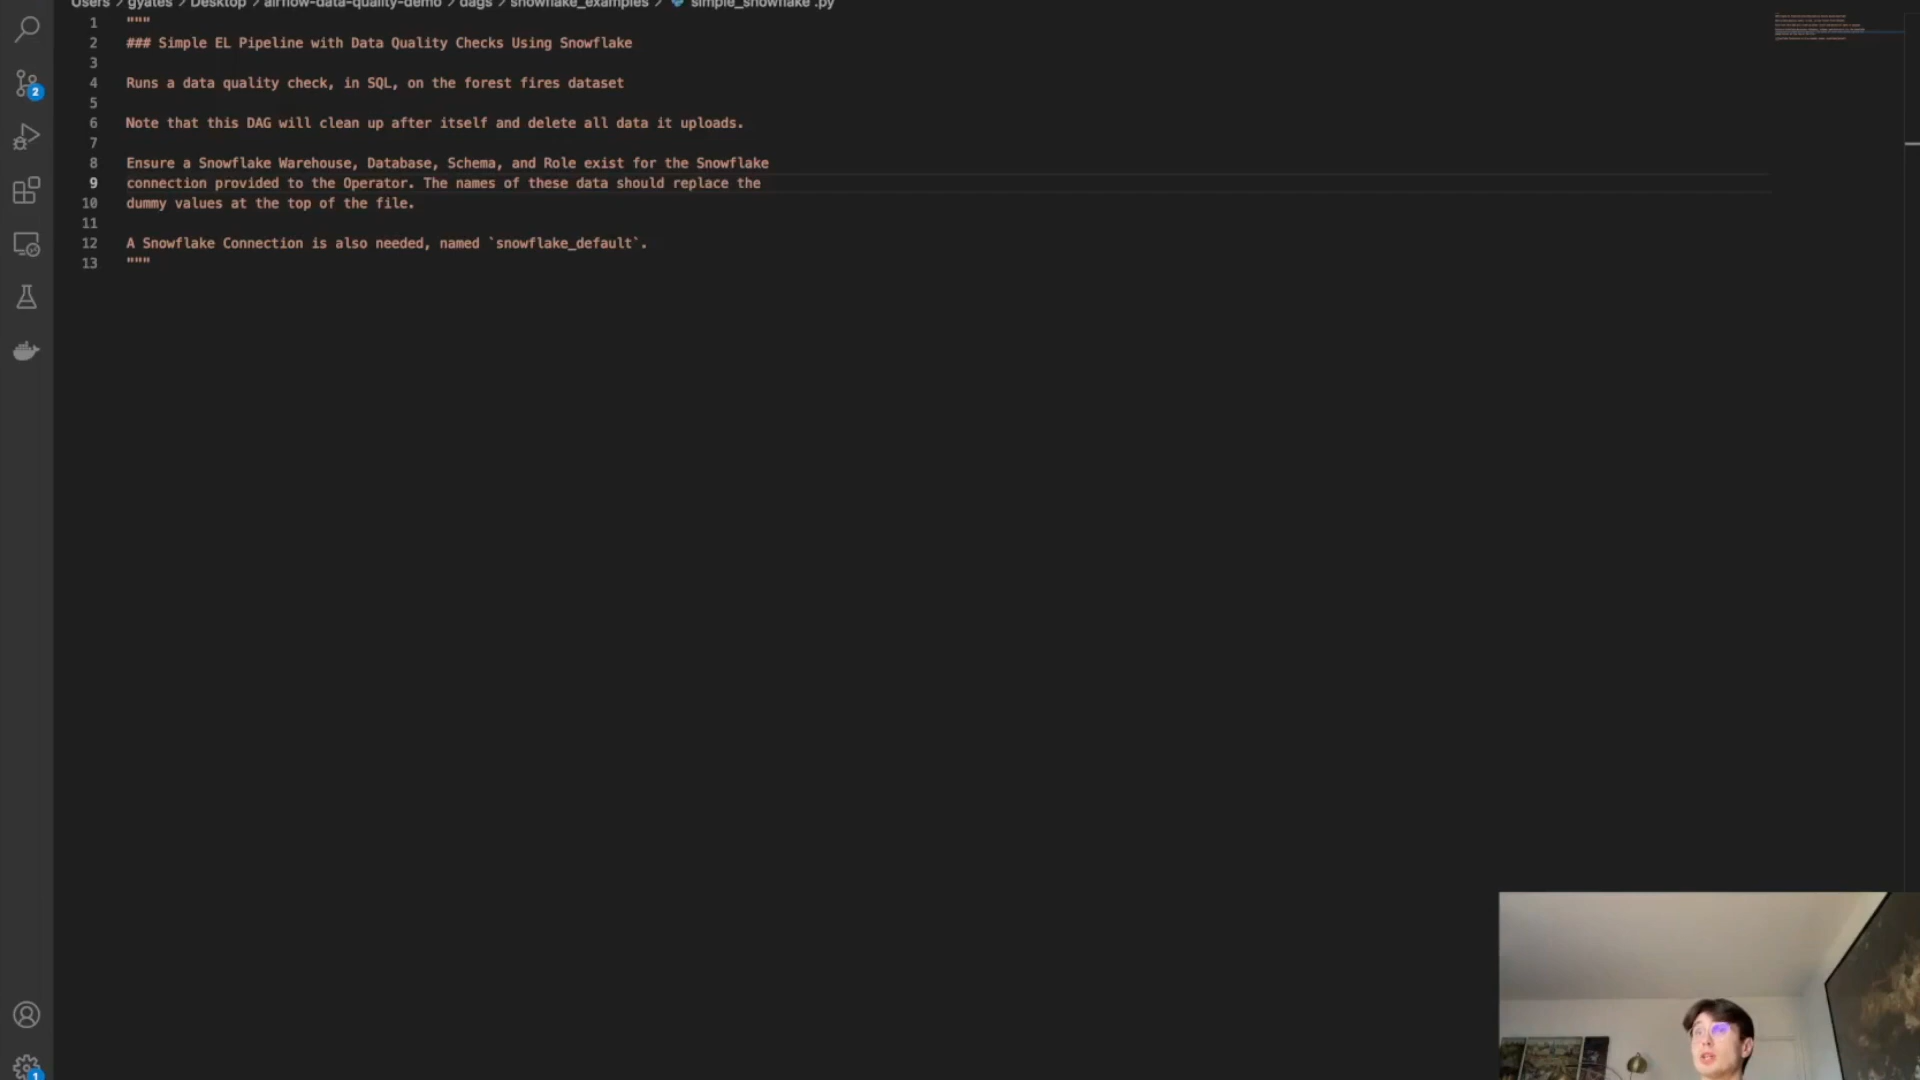 Users > gyates > Desktop > airflow-data-quality-demo > dags > snowflake_examples > simple_snowflake .py
1 """
2 ### Simple EL Pipeline with Data Quality Checks Using Snowflake
3
4 Runs a data quality check, in SQL, on the forest fires dataset
5
6 Note that this DAG will clean up after itself and delete all data it uploads.
7
8 Ensure a Snowflake Warehouse, Database, Schema, and Role exist for the Snowflake
9 connection provided to the Operator. The names of these data should replace the
10 dummy values at the top of the file.
11
12 A Snowflake Connection is also needed, named `snowflake_default`.
13 """
2
1